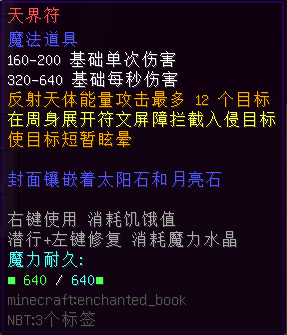 天界符
魔法道具
160-200 基础单次伤害
320-640 基础每秒伤害
反射天体能量攻击最多 12 个目标
在周身展开符文屏障拦截入侵目标
使目标短暂眩晕
封面镶嵌着太阳石和月亮石
右键使用 消耗饥饿值
潜行+左键修复 消耗魔力水晶
魔力耐久:
■ 640 / 640■
minecraft:enchanted_book
NBT:3个标签